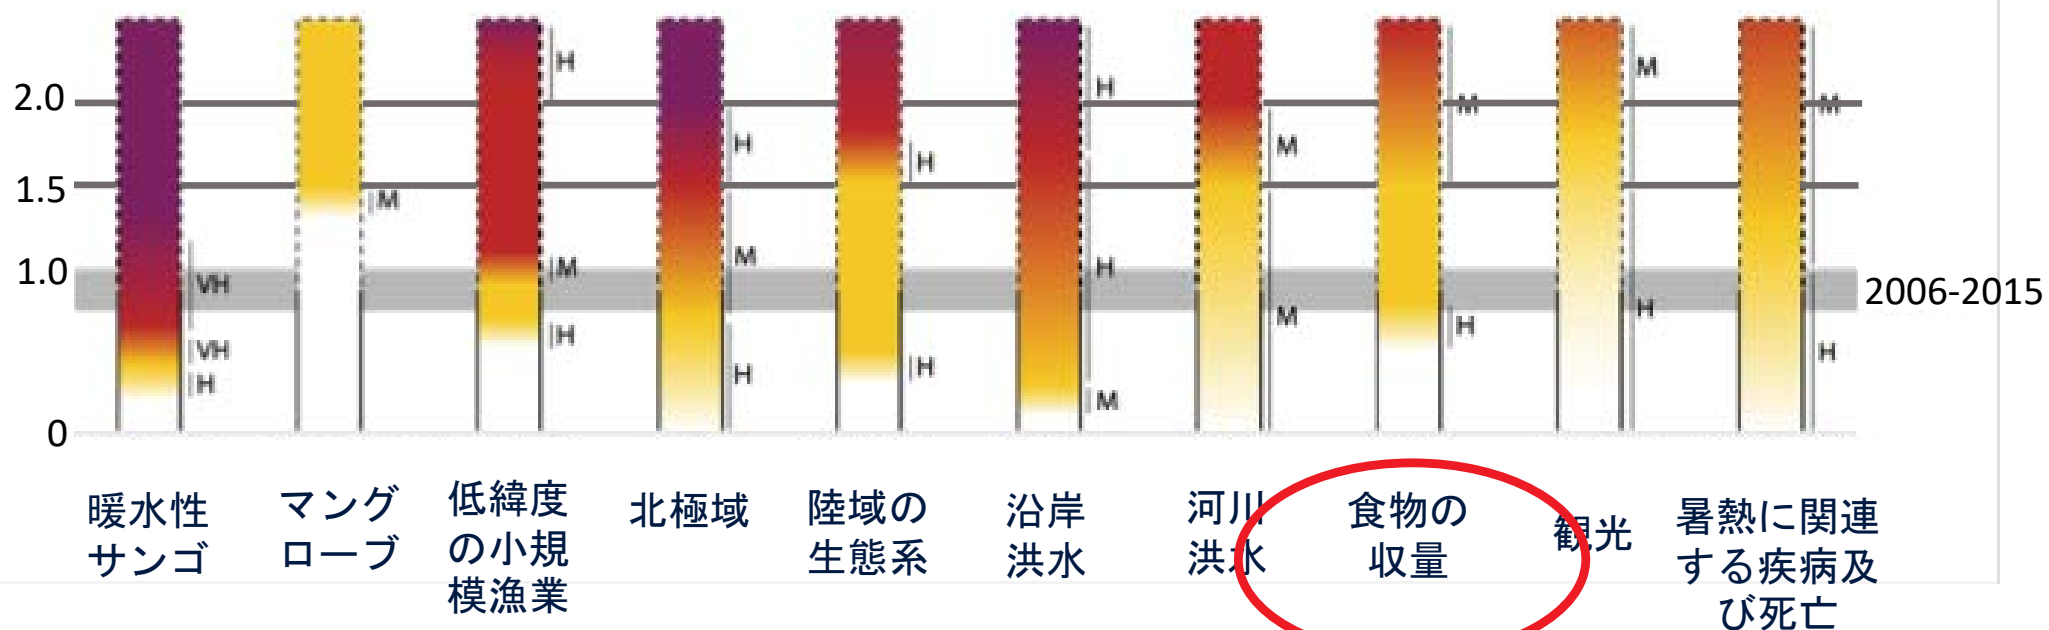 H
2.0
H
M
M
M
H
M
H
1.5
M
1.0
M
M
H
VH
2006-2015
M
H
H
VH
H
H
H
H
H
M
0
暖水性
サンゴ
マング
ローブ
低緯度
の小規
模漁業
北極域
陸域の
生態系
沿岸
洪水
河川
洪水
食物の
収量
観光
暑熱に関連
する疾病及
び死亡